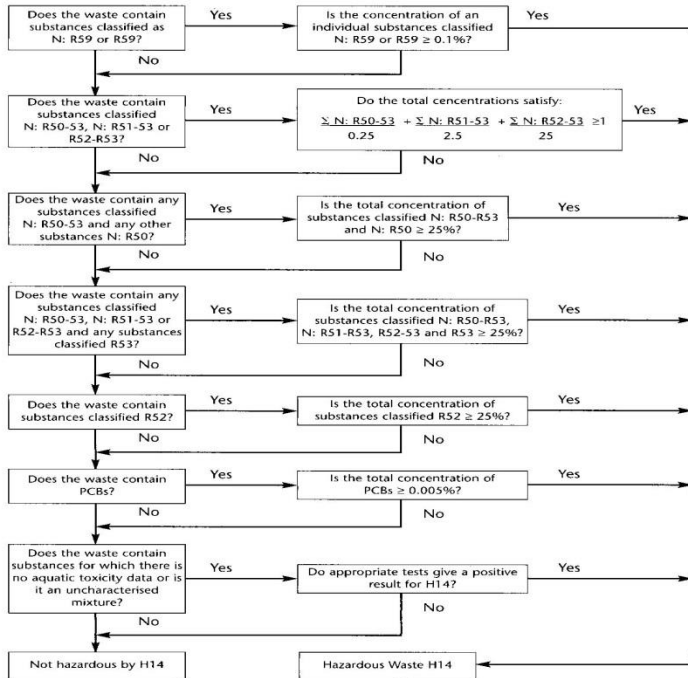 Does the waste contain
substances classified as
N: R59 or R59?
Yes
Is the concentration of an
individual substances classified
N: R59 or R59 ≥ 0.1%?
Yes
No
No
Does the waste contain
substances classified
N: R50-53, N: R51-53 or
R52-R53?
Yes
Do the total cencentrations satisfy:
Σ N: R50-53 + Σ N: R51-53 + Σ N: R52-53 ≥1
0.25 2.5 25
Yes
No
No
Does the waste contain any
substances classified
N: R50-53 and any other
substances N: R50?
Yes
Is the total concentration of
substances classified N: R50-R53
and N: R50 ≥ 25%?
Yes
No
No
Does the waste contain any
substances classified
N: R50-53, N: R51-53 or
R52-R53 and any substances
classified R53?
Yes
Is the total concentration of
substances classified N: R50-R53,
N: R51-R53, R52-53 and R53 ≥ 25%?
Yes
No
No
Does the waste contain
substances classified R52?
Yes
Is the total concentration of
substances classified R52 ≥ 25%?
Yes
No
No
Does the waste contain
PCBs?
Yes
Is the total concentration of
PCBs ≥ 0.005%?
Yes
No
No
Does the waste contain
substances for which there is
no aquatic toxicity data or is
it an uncharacterised
mixture?
Yes
Do appropriate tests give a positive
result for H14?
Yes
No
No
Not hazardous by H14
Hazardous Waste H14